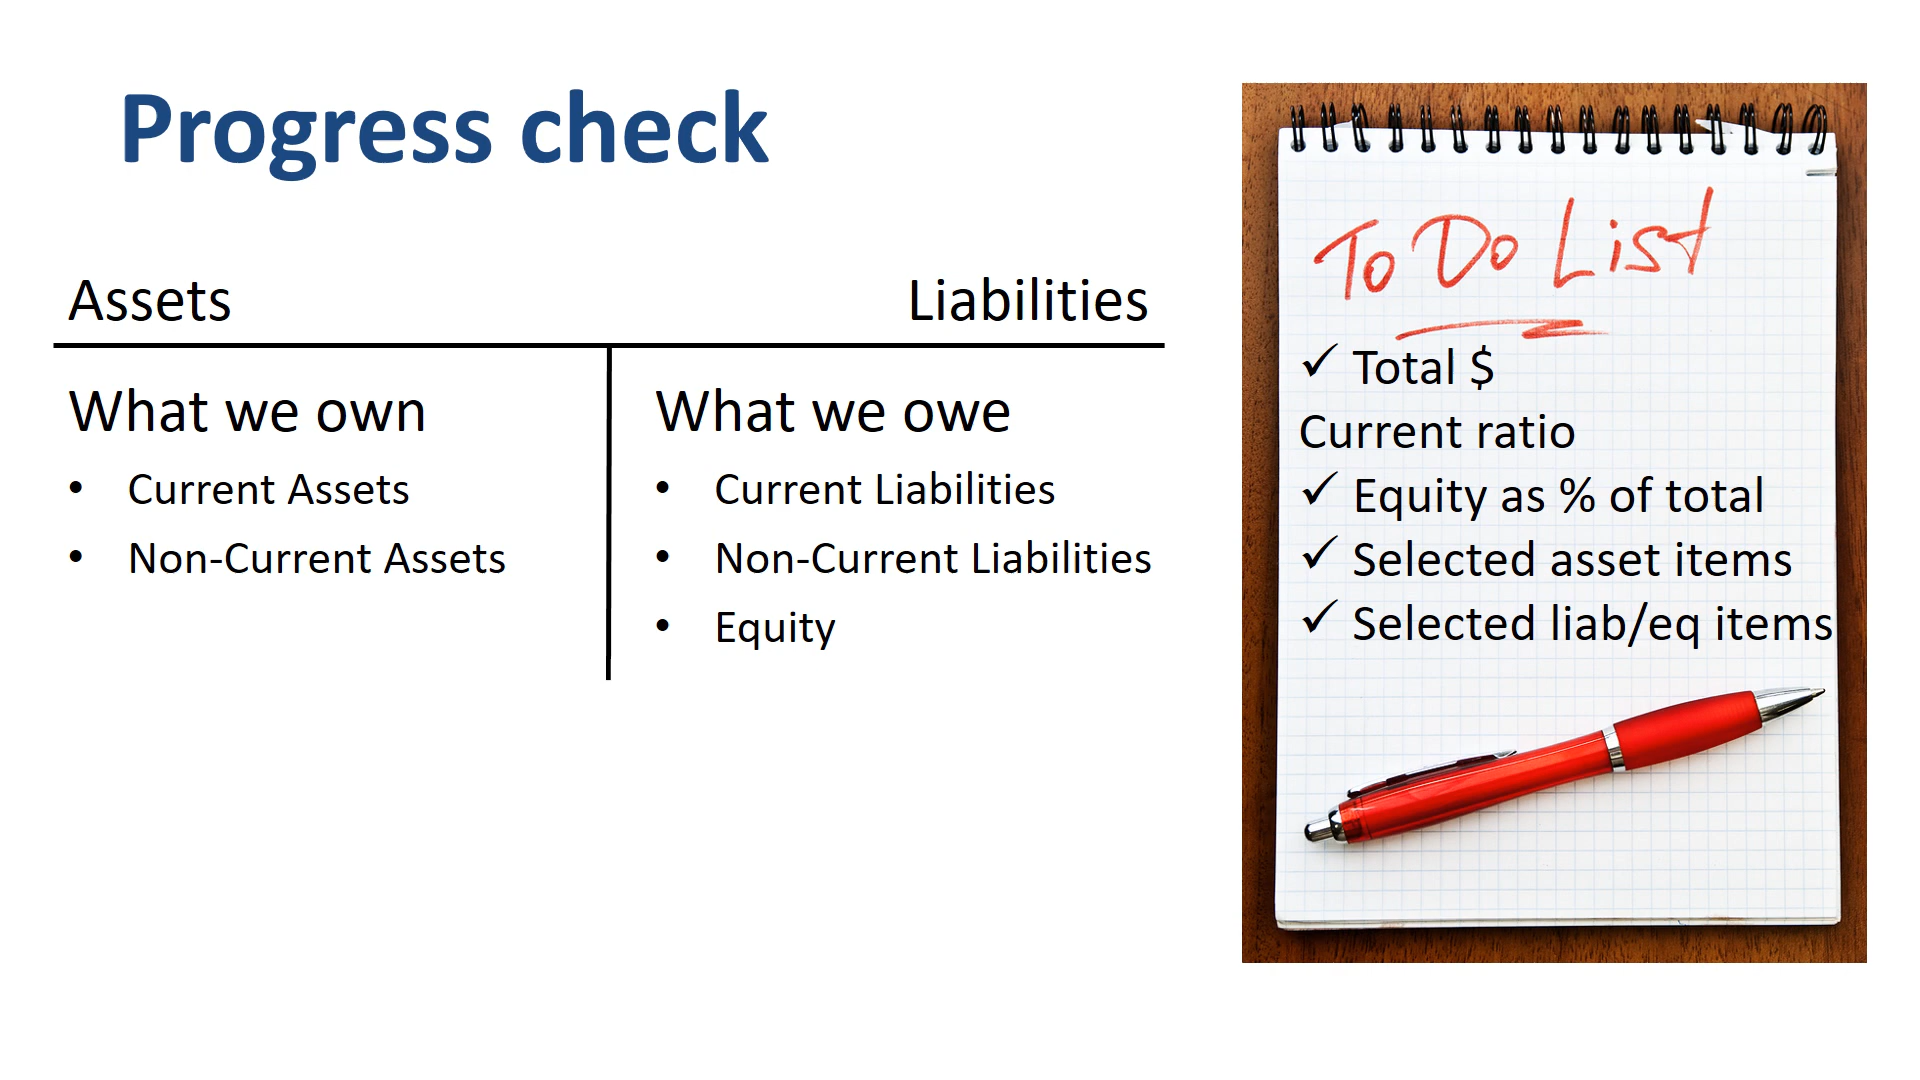 Progress check
Assets
Liabilities
What we own
• Current Assets
• Non-Current Assets
What we owe
• Current Liabilities
• Non-Current Liabilities
• Equity
To Do List
✓ Total $
Current ratio
✓ Equity as % of total
✓ Selected asset items
✓ Selected liab/eq items